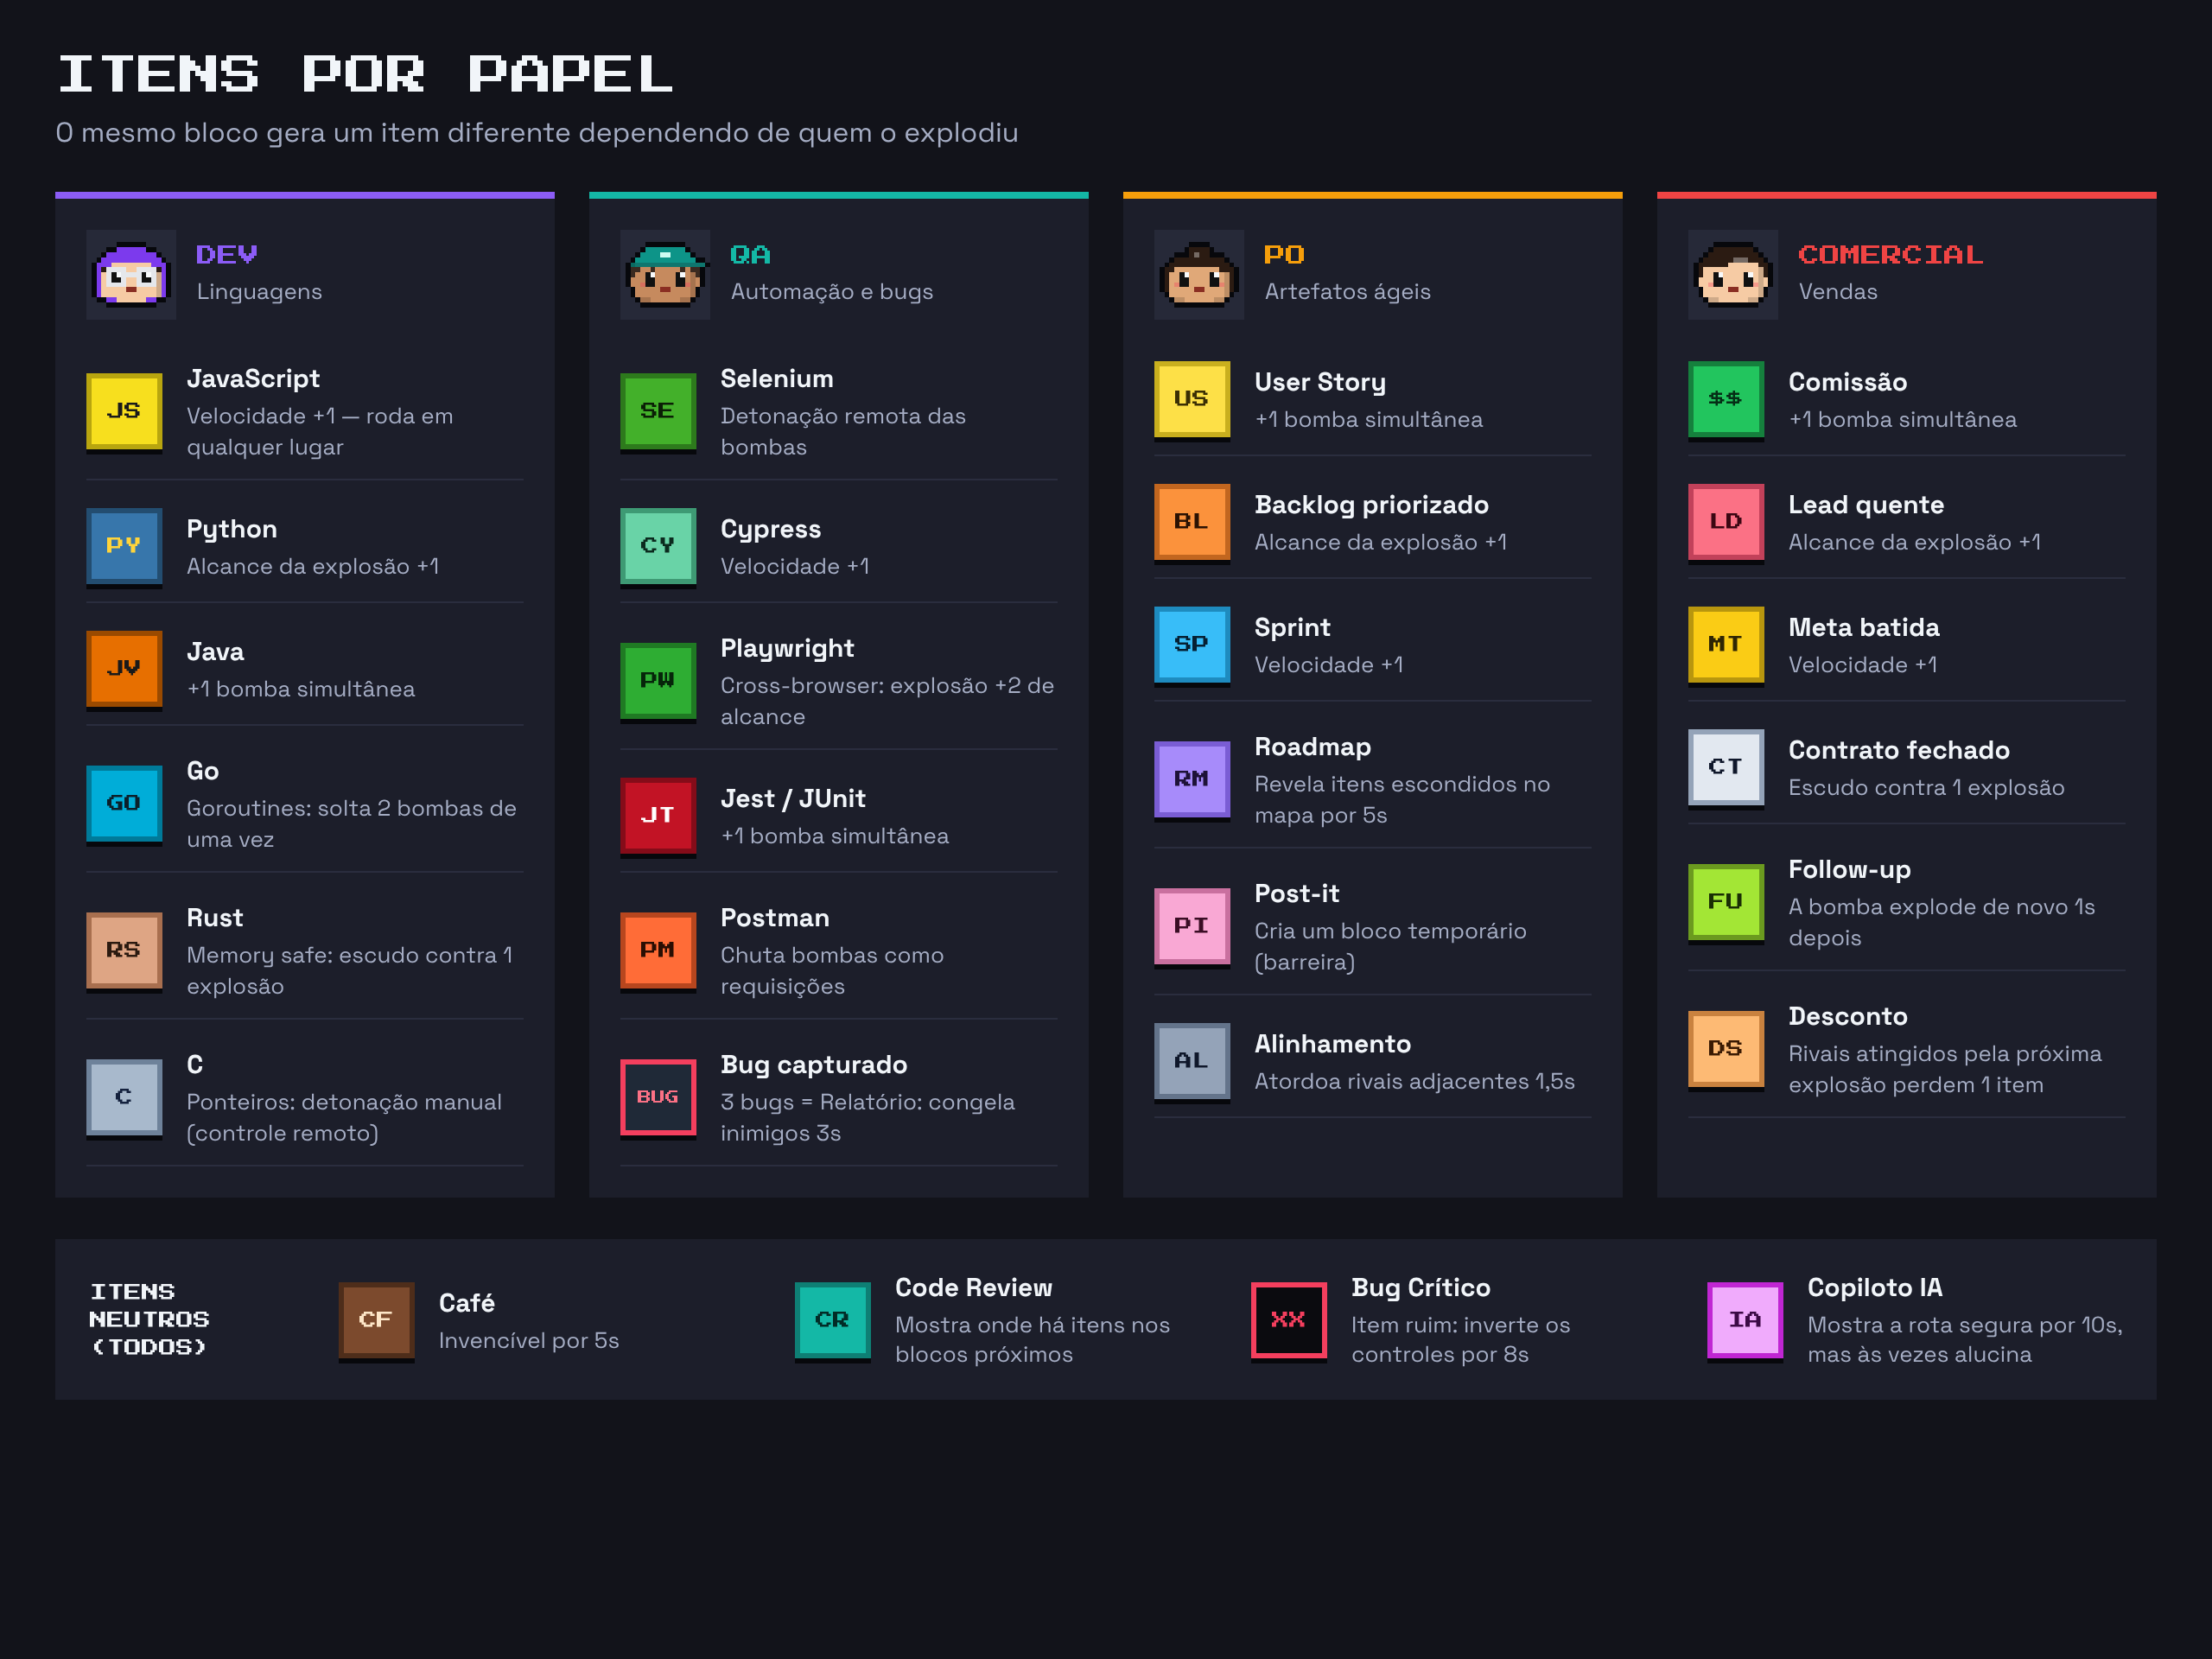 ITENS POR PAPEL
O mesmo bloco gera um item diferente dependendo de quem o explodiu
DEV
Linguagens
JS
JavaScript
Velocidade +1 — roda em
qualquer lugar
PY
Python
Alcance da explosão +1
JV
Java
+1 bomba simultânea
GO
Go
Goroutines: solta 2 bombas de
uma vez
RS
Rust
Memory safe: escudo contra 1
explosão
C
C
Ponteiros: detonação manual
(controle remoto)
QA
Automação e bugs
SE
Selenium
Detonação remota das
bombas
CY
Cypress
Velocidade +1
PW
Playwright
Cross-browser: explosão +2 de
alcance
JT
Jest / JUnit
+1 bomba simultânea
PM
Postman
Chuta bombas como
requisições
BUG
Bug capturado
3 bugs = Relatório: congela
inimigos 3s
PO
Artefatos ágeis
US
User Story
+1 bomba simultânea
BL
Backlog priorizado
Alcance da explosão +1
SP
Sprint
Velocidade +1
RM
Roadmap
Revela itens escondidos no
mapa por 5s
PI
Post-it
Cria um bloco temporário
(barreira)
AL
Alinhamento
Atordoa rivais adjacentes 1,5s
COMERCIAL
Vendas
$$
Comissão
+1 bomba simultânea
LD
Lead quente
Alcance da explosão +1
MT
Meta batida
Velocidade +1
CT
Contrato fechado
Escudo contra 1 explosão
FU
Follow-up
A bomba explode de novo 1s
depois
DS
Desconto
Rivais atingidos pela próxima
explosão perdem 1 item
ITENS
NEUTROS
(TODOS)
CF
Café
Invencível por 5s
CR
Code Review
Mostra onde há itens nos
blocos próximos
XX
Bug Crítico
Item ruim: inverte os
controles por 8s
IA
Copiloto IA
Mostra a rota segura por 10s,
mas às vezes alucina